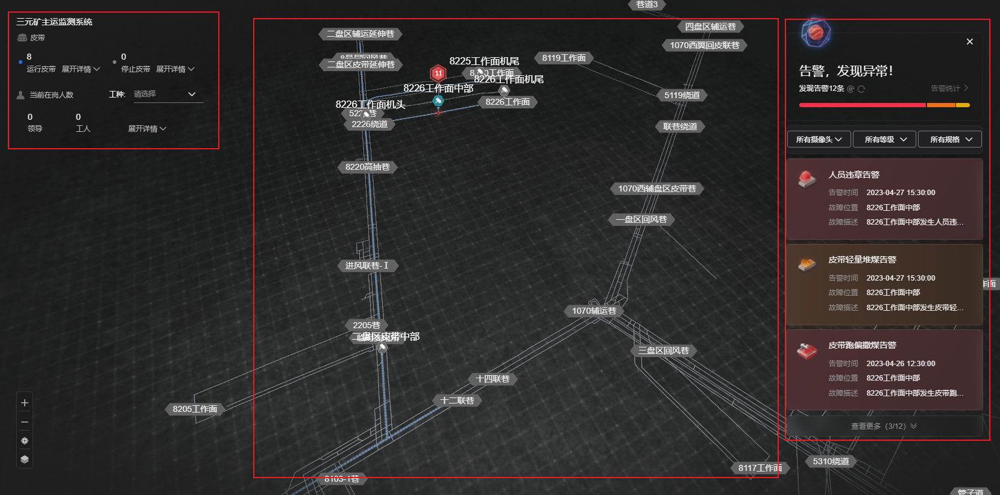 三元矿主运监测系统
皮带
8
运行皮带 展开详情
0
停止皮带 展开详情
当前在岗人数
工种: 请选择
0
领导
0
工人
展开详情
巷道3
二盘区辅运延伸巷
四盘区辅运巷
1070西翼回皮联巷
二盘区皮带延伸巷
8119工作面
8225工作面机尾
11
8226工作面机尾
8226工作面中部
5119绕道
8226工作面
8226工作面机头
2226绕道
联巷绕道
8220高抽巷
1070西辅盘区皮带巷
一盘区回风巷
进风联巷-Ⅰ
1070辅运巷
2205巷
二盘区皮带中部
三盘区回风巷
十四联巷
十二联巷
8205工作面
8117工作面
5310绕道
8103-1巷
管子道
作面
告警，发现异常！
发现告警12条
告警统计
所有摄像头
所有等级
所有规格
人员违章告警
告警时间 2023-04-27 15:30:00
故障位置 8226工作面中部
故障描述 8226工作面中部发生人员违...
皮带轻量堆煤告警
告警时间 2023-04-27 15:30:00
故障位置 8226工作面中部
故障描述 8226工作面中部发生皮带轻...
皮带跑偏撒煤告警
告警时间 2023-04-26 12:30:00
故障位置 8226工作面中部
故障描述 8226工作面中部发生皮带跑...
查看更多（3/12）